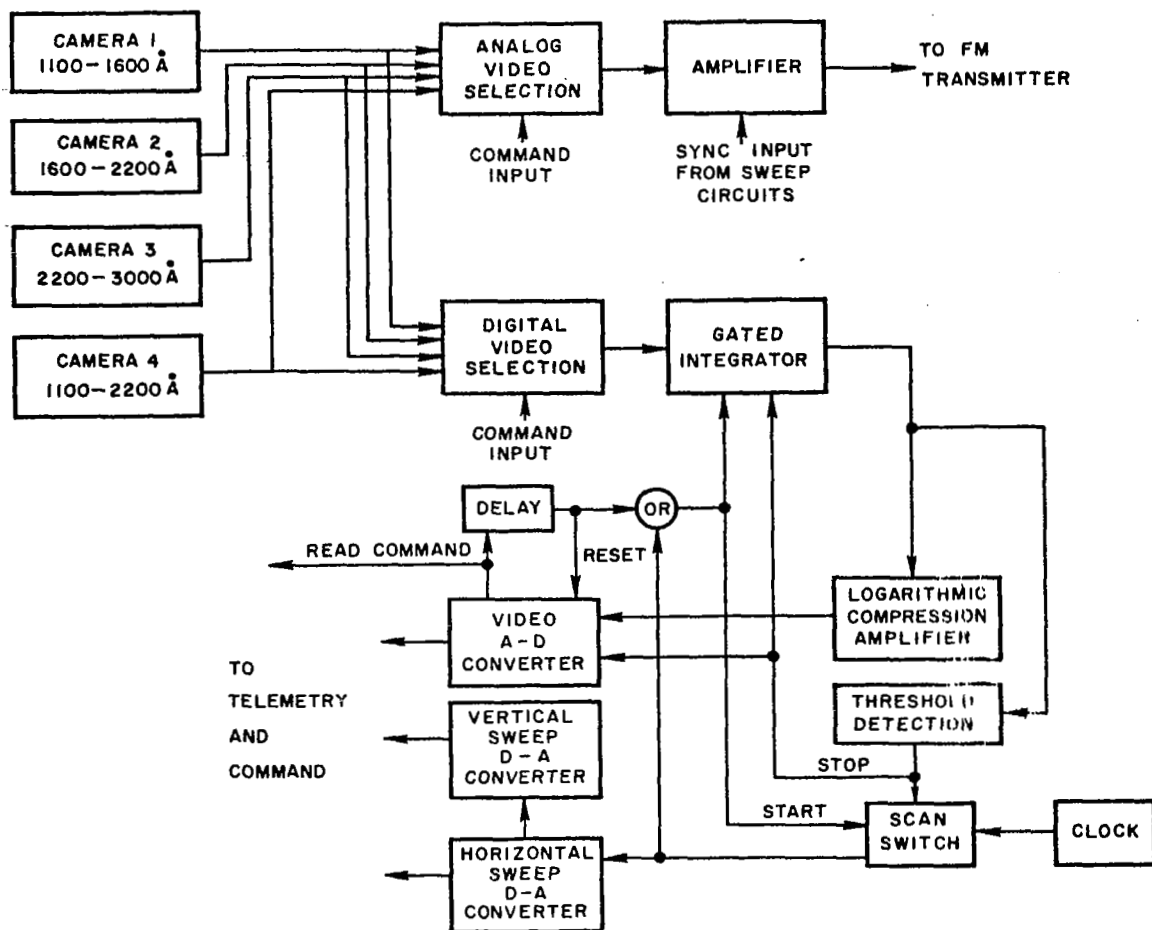 CAMERA 1
1100-1600 Å
CAMERA 2
1600-2200 Å
CAMERA 3
2200-3000 Å
CAMERA 4
1100-2200 Å
ANALOG
VIDEO
SELECTION
COMMAND
INPUT
AMPLIFIER
SYNC INPUT
FROM SWEEP
CIRCUITS
TO FM
TRANSMITTER
DIGITAL
VIDEO
SELECTION
COMMAND
INPUT
GATED
INTEGRATOR
DELAY
OR
READ COMMAND
RESET
VIDEO
A-D
CONVERTER
LOGARITHMIC
COMPRESSION
AMPLIFIER
TO
TELEMETRY
AND
COMMAND
VERTICAL
SWEEP
D-A
CONVERTER
THRESHOLD
DETECTION
STOP
START
SCAN
SWITCH
CLOCK
HORIZONTAL
SWEEP
D-A
CONVERTER